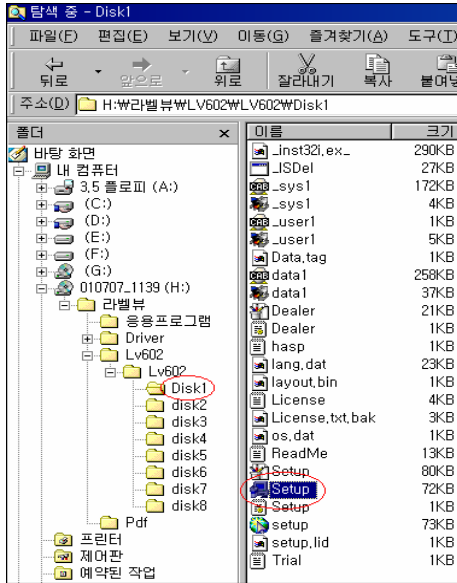 탐색 중 - Disk1
파일(F) 편집(E) 보기(V) 이동(G) 즐겨찾기(A) 도구(T)
뒤로 앞으로 위로 잘라내기 복사 붙여넣
주소(D) H:₩라벨뷰₩LV602₩LV602₩Disk1
폴더 ×
바탕 화면
내 컴퓨터
3.5 플로피 (A:)
(C:)
(D:)
(E:)
(F:)
(G:)
010707_1139 (H:)
라벨뷰
응용프로그램
Driver
Lv602
Lv602
Disk1
disk2
disk3
disk4
disk5
disk6
disk7
disk8
Pdf
프린터
제어판
예약된 작업
이름 크기
_inst32i.ex_ 290KB
_ISDel 27KB
_sys1 172KB
_sys1 4KB
_user1 1KB
_user1 5KB
Data.tag 1KB
data1 258KB
data1 37KB
Dealer 21KB
Dealer 1KB
hasp 1KB
lang.dat 23KB
layout.bin 1KB
License 4KB
License.txt.bak 3KB
os.dat 1KB
ReadMe 13KB
Setup 80KB
Setup 72KB
Setup 1KB
setup 73KB
setup.lid 1KB
Trial 1KB